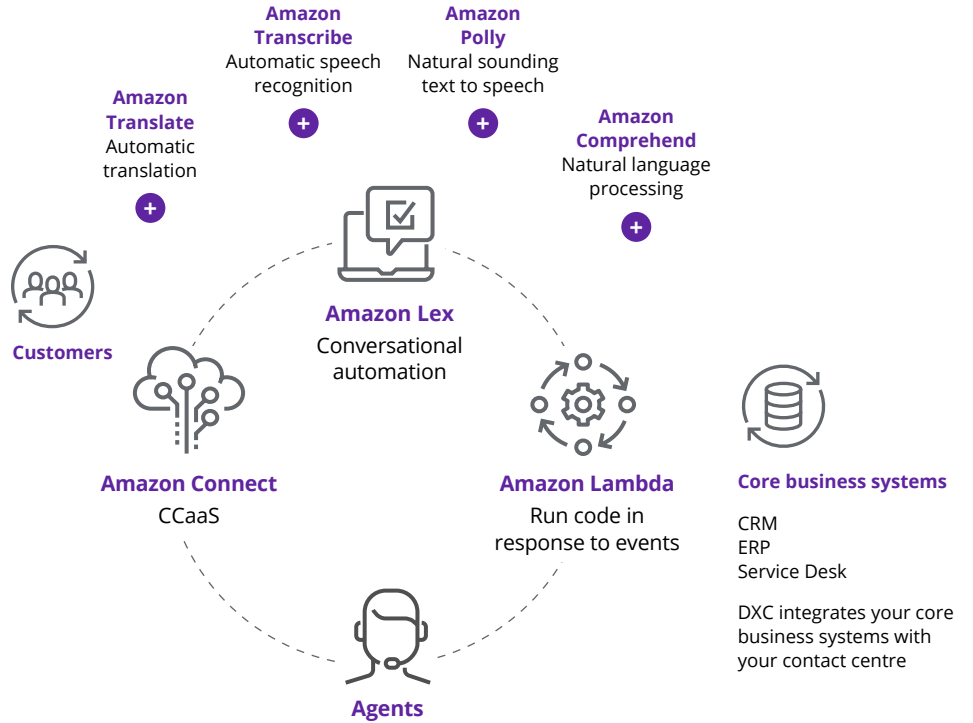 Amazon
Transcribe
Automatic speech
recognition
Amazon
Polly
Natural sounding
text to speech
Amazon
Translate
Automatic
translation
Amazon
Comprehend
Natural language
processing
Customers
Amazon Lex
Conversational
automation
Amazon Connect
CCaaS
Amazon Lambda
Run code in
response to events
Core business systems
CRM
ERP
Service Desk
DXC integrates your core
business systems with
your contact centre
Agents